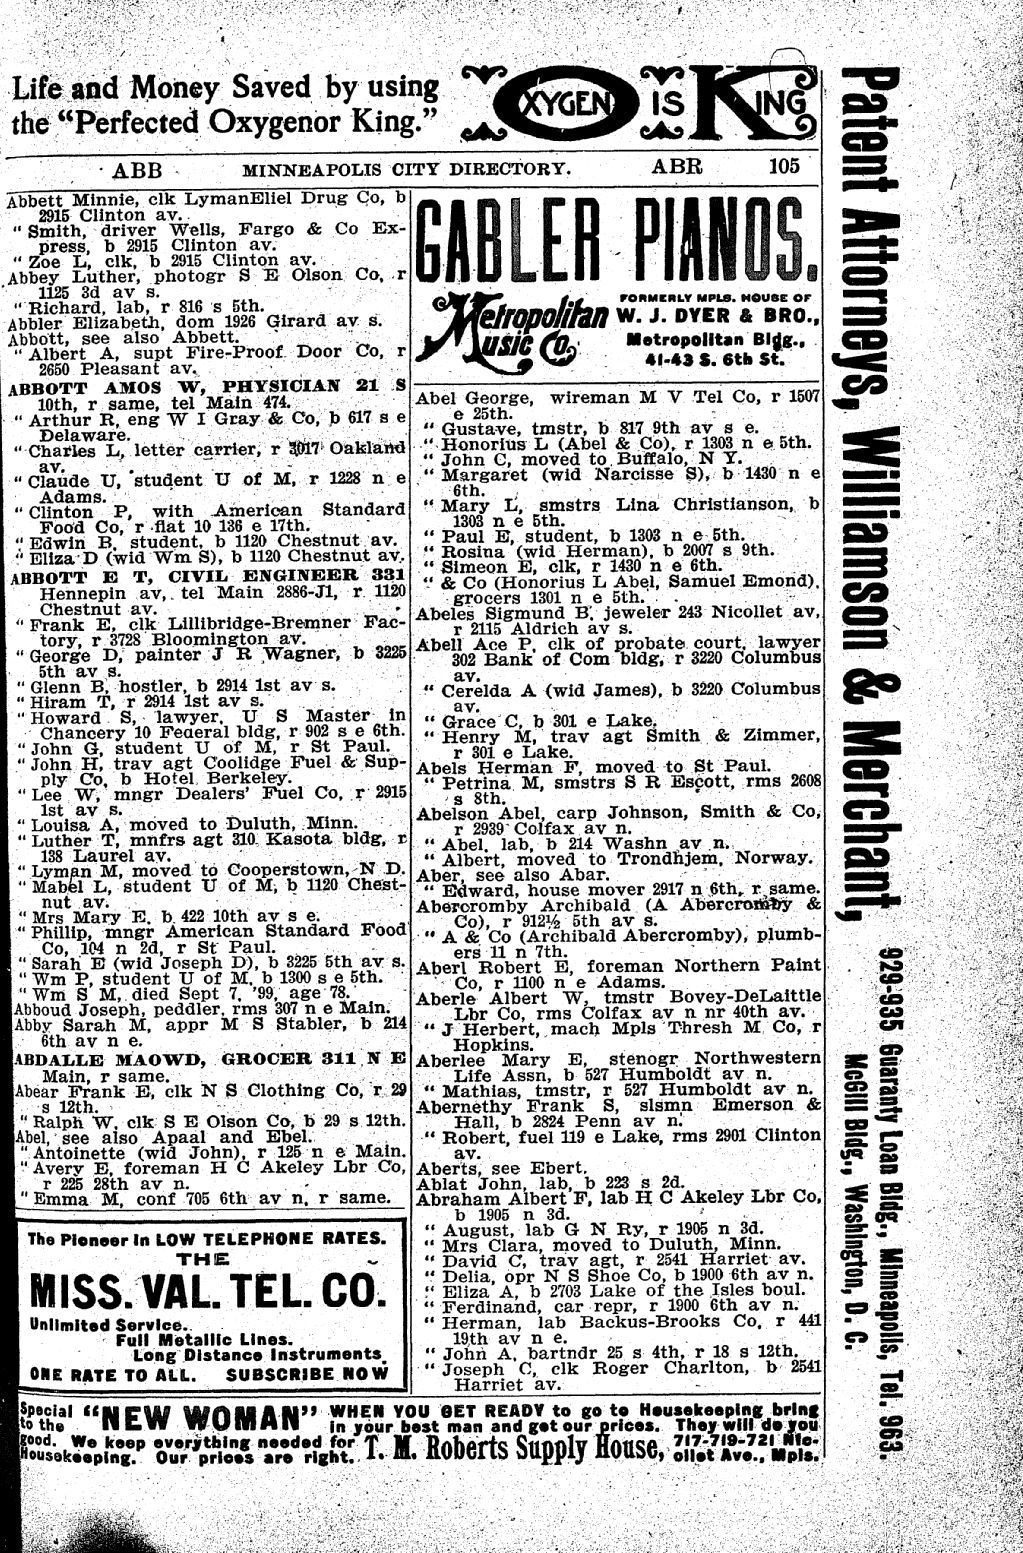 Life and Money Saved by using
the "Perfected Oxygenor King."
OXYGEN IS KING
ABB MINNEAPOLIS CITY DIRECTORY. ABR 105
Abbett Minnie, clk LymanEliel Drug Co, b
2915 Clinton av.
" Smith, driver Wells, Fargo & Co Ex-
press, b 2915 Clinton av.
" Zoe L, clk, b 2915 Clinton av.
Abbey Luther, photogr S E Olson Co, r
1125 3d av s.
" Richard, lab, r 816 s 5th.
Abbler Elizabeth, dom 1926 Girard av s.
Abbott, see also Abbett.
" Albert A, supt Fire-Proof Door Co, r
2650 Pleasant av.
ABBOTT AMOS W, PHYSICIAN 21 S
10th, r same, tel Main 474.
" Arthur R, eng W I Gray & Co, b 617 s e
Delaware.
" Charles L, letter carrier, r 3017 Oakland
av.
" Claude U, student U of M, r 1228 n e
Adams.
" Clinton P, with American Standard
Food Co, r flat 10 136 e 17th.
" Edwin B, student, b 1120 Chestnut av.
" Eliza D (wid Wm S), b 1120 Chestnut av.
ABBOTT E T, CIVIL ENGINEER 331
Hennepin av, tel Main 2886-J1, r 1120
Chestnut av.
" Frank E, clk Lillibridge-Bremner Fac-
tory, r 3728 Bloomington av.
" George D, painter J R Wagner, b 3225
5th av s.
" Glenn B, hostler, b 2914 1st av s.
" Hiram T, r 2914 1st av s.
" Howard S, lawyer, U S Master in
Chancery 10 Federal bldg, r 902 s e 6th.
" John G, student U of M, r St Paul.
" John H, trav agt Coolidge Fuel & Sup-
ply Co, b Hotel Berkeley.
" Lee W, mngr Dealers' Fuel Co, r 2915
1st av s.
" Louisa A, moved to Duluth, Minn.
" Luther T, mnfrs agt 310 Kasota bldg, r
138 Laurel av.
" Lyman M, moved to Cooperstown, N D.
" Mabel L, student U of M, b 1120 Chest-
nut av.
" Mrs Mary E, b 422 10th av s e.
" Phillip, mngr American Standard Food
Co, 104 n 2d, r St Paul.
" Sarah E (wid Joseph D), b 3225 5th av s.
" Wm P, student U of M, b 1300 s e 5th.
" Wm S M, died Sept 7, '99, age 78.
Abboud Joseph, peddler, rms 307 n e Main.
Abby Sarah M, appr M S Stabler, b 214
6th av n e.
ABDALLE MAOWD, GROCER 311 N E
Main, r same.
Abear Frank E, clk N S Clothing Co, r 29
s 12th.
" Ralph W, clk S E Olson Co, b 29 s 12th.
Abel, see also Apaal and Ebel.
" Antoinette (wid John), r 125 n e Main.
" Avery E, foreman H C Akeley Lbr Co,
r 225 28th av n.
" Emma M, conf 705 6th av n, r same.
The Pioneer in LOW TELEPHONE RATES.
THE
MISS. VAL. TEL. CO.
Unlimited Service.
Full Metallic Lines.
Long Distance Instruments.
ONE RATE TO ALL. SUBSCRIBE NOW
GABLER PIANOS.
Metropolitan
Music Co.
FORMERLY MPLS. HOUSE OF
W. J. DYER & BRO.,
Metropolitan Bldg.,
41-43 S. 6th St.
Abel George, wireman M V Tel Co, r 1507
e 25th.
" Gustave, tmstr, b 817 9th av s e.
" Honorius L (Abel & Co), r 1303 n e 5th.
" John C, moved to Buffalo, N Y.
" Margaret (wid Narcisse S), b 1430 n e
6th.
" Mary L, smstrs Lina Christianson, b
1303 n e 5th.
" Paul E, student, b 1303 n e 5th.
" Rosina (wid Herman), b 2007 s 9th.
" Simeon E, clk, r 1430 n e 6th.
" & Co (Honorius L Abel, Samuel Emond),
grocers 1301 n e 5th.
Abeles Sigmund B, jeweler 243 Nicollet av,
r 2115 Aldrich av s.
Abell Ace P, clk of probate court, lawyer
302 Bank of Com bldg, r 3220 Columbus
av.
" Cerelda A (wid James), b 3220 Columbus
av.
" Grace C, b 301 e Lake.
" Henry M, trav agt Smith & Zimmer,
r 301 e Lake.
Abels Herman F, moved to St Paul.
" Petrina M, smstrs S R Escott, rms 2608
s 8th.
Abelson Abel, carp Johnson, Smith & Co,
r 2939 Colfax av n.
" Abel, lab, b 214 Washn av n.
" Albert, moved to Trondhjem, Norway.
Aber, see also Abar.
" Edward, house mover 2917 n 6th, r same.
Abercromby Archibald (A Abercromby &
Co), r 912½ 5th av s.
" A & Co (Archibald Abercromby), plumb-
ers 11 n 7th.
Aberl Robert E, foreman Northern Paint
Co, r 1100 n e Adams.
Aberle Albert W, tmstr Bovey-DeLaittle
Lbr Co, rms Colfax av n nr 40th av.
" J Herbert, mach Mpls Thresh M Co, r
Hopkins.
Aberlee Mary E, stenogr Northwestern
Life Assn, b 527 Humboldt av n.
" Mathias, tmstr, r 527 Humboldt av n.
Abernethy Frank S, slsmn Emerson &
Hall, b 2824 Penn av n.
" Robert, fuel 119 e Lake, rms 2901 Clinton
av.
Aberts, see Ebert.
Ablat John, lab, b 223 s 2d.
Abraham Albert F, lab H C Akeley Lbr Co,
b 1905 n 3d.
" August, lab G N Ry, r 1905 n 3d.
" Mrs Clara, moved to Duluth, Minn.
" David C, trav agt, r 2541 Harriet av.
" Delia, opr N S Shoe Co, b 1900 6th av n.
" Eliza A, b 2703 Lake of the Isles boul.
" Ferdinand, car repr, r 1900 6th av n.
" Herman, lab Backus-Brooks Co, r 441
19th av n e.
" John A, bartndr 25 s 4th, r 18 s 12th.
" Joseph C, clk Roger Charlton, b 2541
Harriet av.
Special to the "NEW WOMAN" WHEN YOU GET READY to go to Housekeeping bring
in your best man and get our prices. They will do you
good. We keep everything needed for
Housekeeping. Our prices are right. T. M. Roberts Supply House, 717-719-721 Nic-
ollet Ave., Mpls.
Patent Attorneys, Williamson & Merchant,
929-935 Guaranty Loan Bldg., Minneapolis, Tel. 963.
McGill Bldg., Washington, D. C.